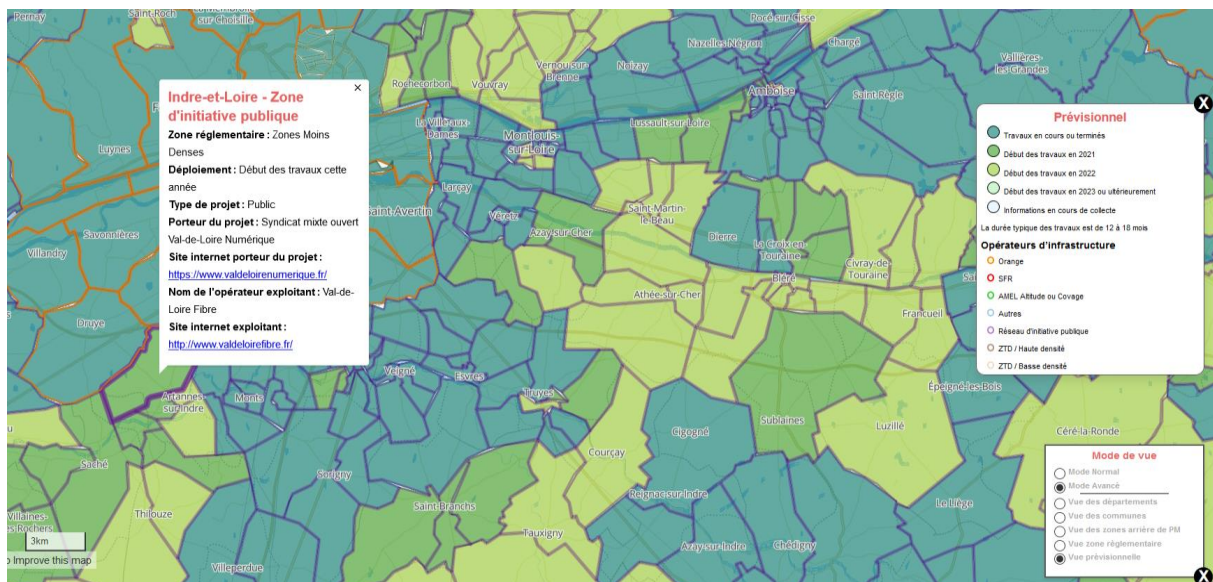 Pernay
Saint-Roch
La Membrolle
sur-Choisille
Pocé-sur-Cisse
Nazelles-Négron
Chargé
Vallières-
les-Grandes
Vernou-sur-
Brenne
Noizay
Rochecorbon
Vouvray
Amboise
Saint-Règle
×
Indre-et-Loire - Zone
d'initiative publique
Zone réglementaire : Zones Moins
Denses
Déploiement : Début des travaux cette
année
Type de projet : Public
Porteur du projet : Syndicat mixte ouvert
Val-de-Loire Numérique
Site internet porteur du projet :
https://www.valdeloirenumerique.fr/
Nom de l'opérateur exploitant : Val-de-
Loire Fibre
Site internet exploitant :
http://www.valdeloirefibre.fr/
Luynes
La Ville-aux-
Dames
Montlouis-
sur-Loire
Lussault-sur-Loire
Larçay
Saint-Avertin
Véretz
Azay-sur-Cher
Saint-Martin-
le-Beau
Dierre
La Croix-en-
Touraine
Bléré
Civray-de-
Touraine
Savonnières
Villandry
Athée-sur-Cher
Francueil
Druye
X
Prévisionnel
Travaux en cours ou terminés
Début des travaux en 2021
Début des travaux en 2022
Début des travaux en 2023 ou ultérieurement
Informations en cours de collecte
La durée typique des travaux est de 12 à 18 mois
Opérateurs d'infrastructure
Orange
SFR
AMEL Altitude ou Covage
Autres
Réseau d'initiative publique
ZTD / Haute densité
ZTD / Basse densité
Artannes-
sur-Indre
Monts
Veigné
Esvres
Truyes
Épeigné-les-Bois
Sublaines
Luzillé
Céré-la-Ronde
Cigogné
Courçay
Saché
Sorigny
Reignac-sur-Indre
Le Liège
Saint-Branchs
Thilouze
Villaines-
les-Rochers
Tauxigny
Azay-sur-Indre
Chédigny
Villeperdue
3km
Improve this map
Mode de vue
Mode Normal
Mode Avancé
Vue des départements
Vue des communes
Vue des zones arrière de PM
Vue zone réglementaire
Vue prévisionnelle
X